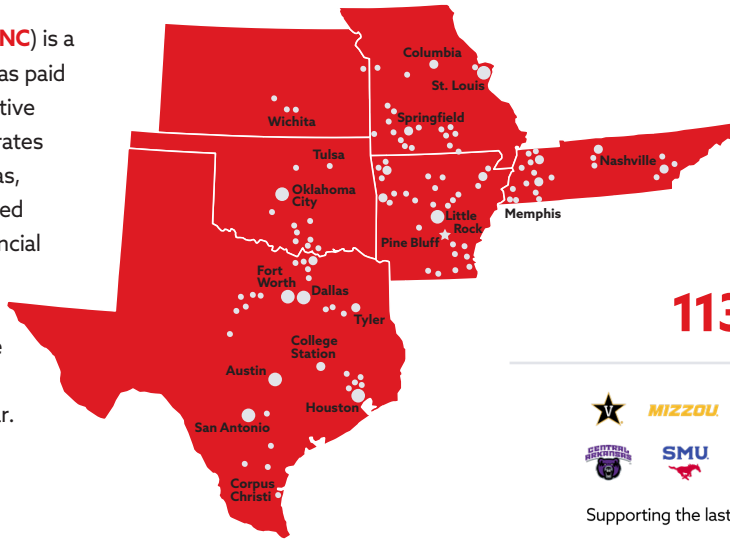 NC) is a
as paid
tive
rates
as,
ed
ncial
e
r.
Columbia
St. Louis
Wichita
Springfield
Tulsa
Oklahoma
City
Nashville
Memphis
Little
Rock
Pine Bluff
Fort
Worth
Dallas
Tyler
College
Station
Austin
Houston
San Antonio
Corpus
Christi
113
V
MIZZOU
CENTRAL
ARKANSAS
SMU
Supporting the last